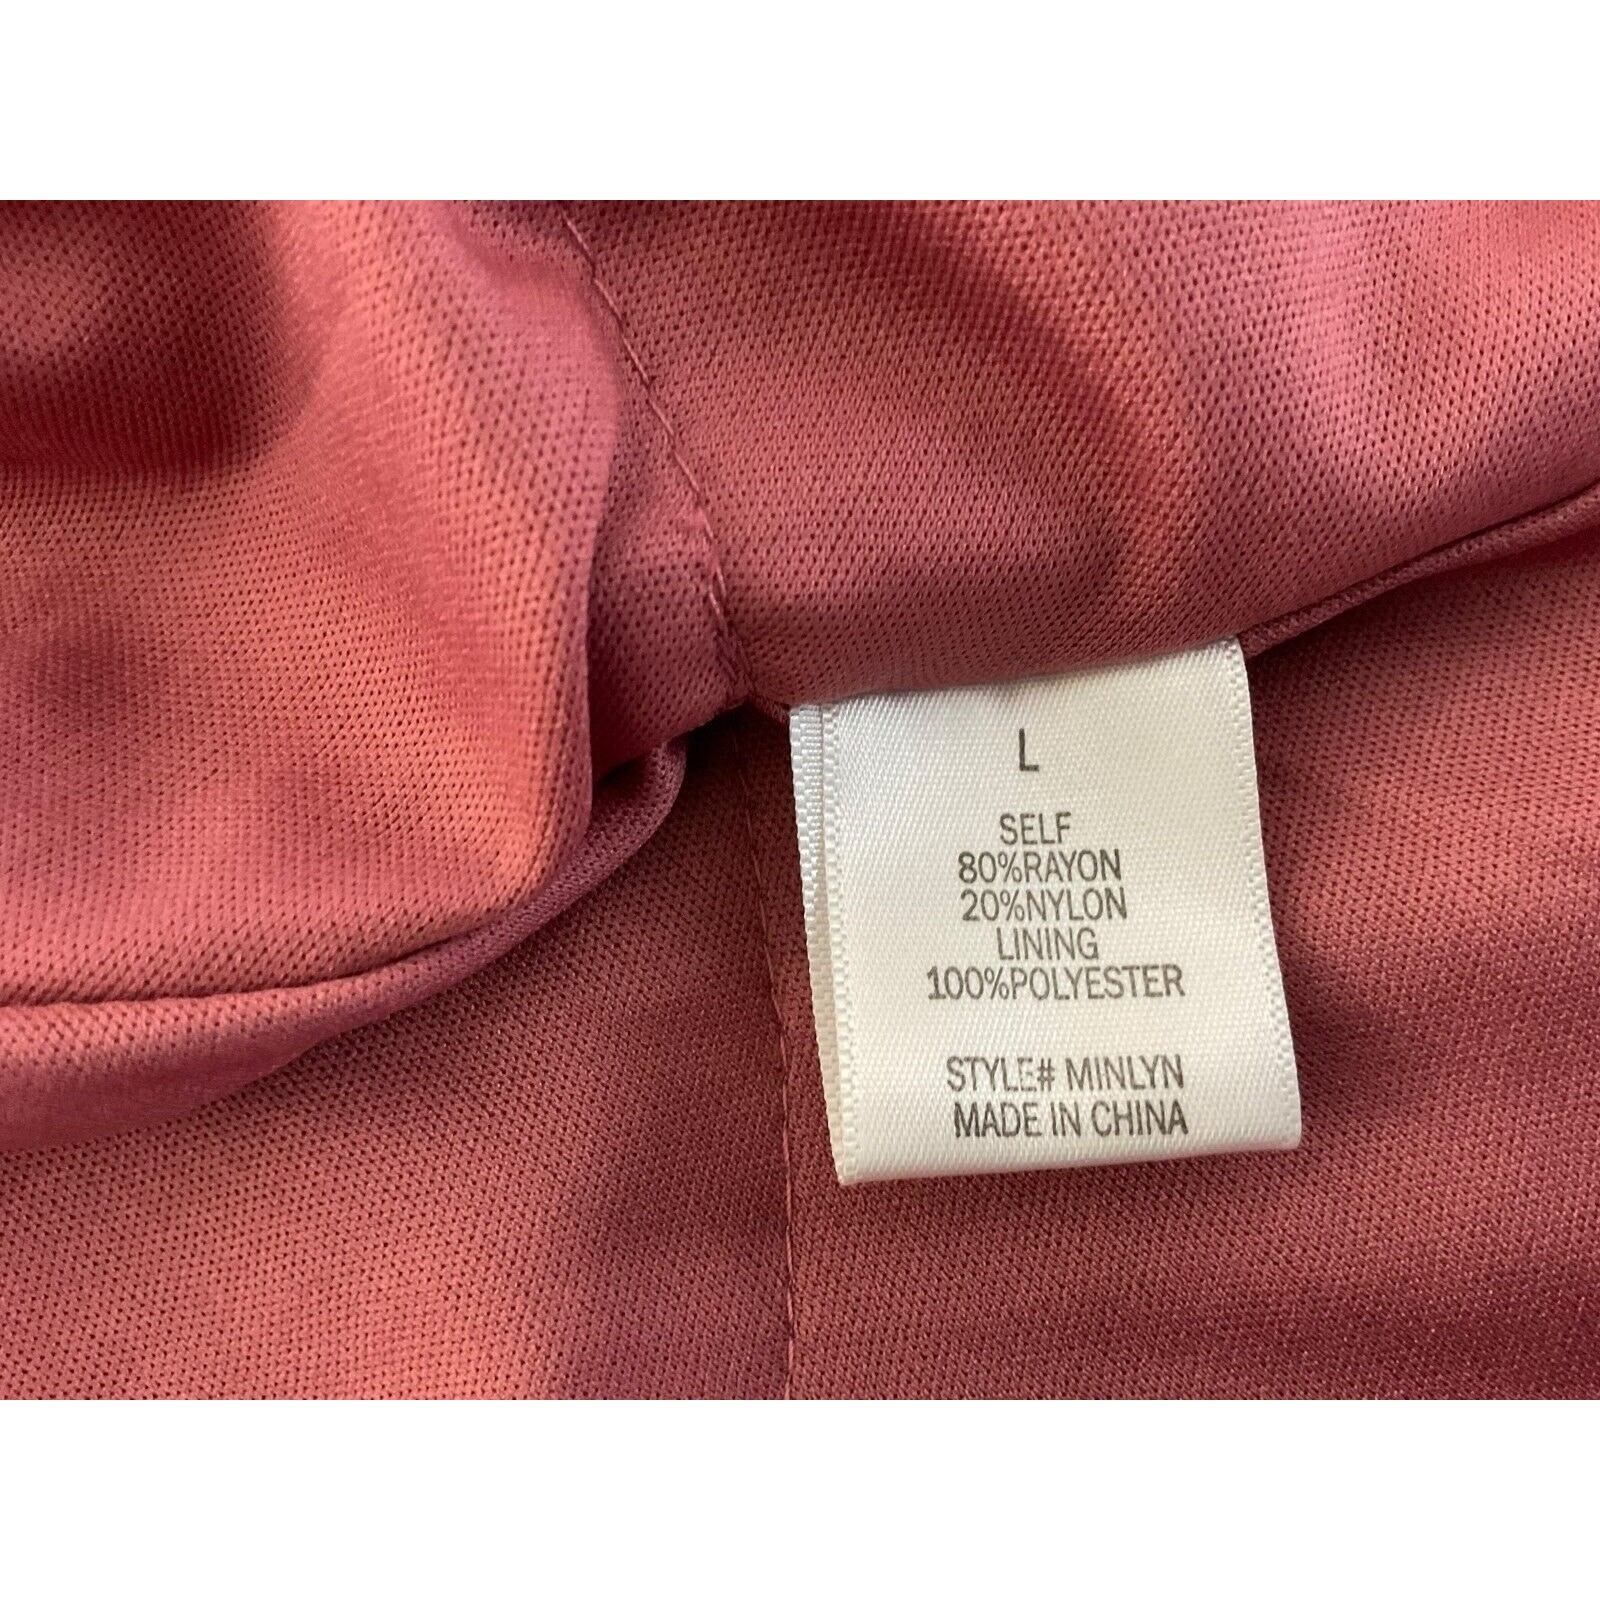 L
SELF
80%RAYON
20%NYLON
LINING
100%POLYESTER
STYLE# MINLYN
MADE IN CHINA